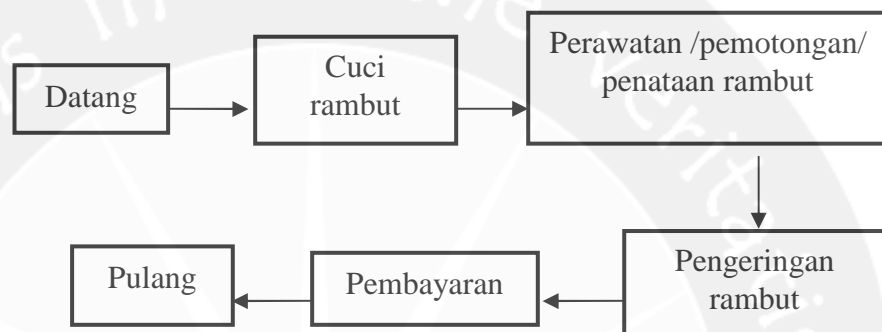 Datang
Cuci
rambut
Perawatan /pemotongan/
penataan rambut
Pengeringan
rambut
Pembayaran
Pulang